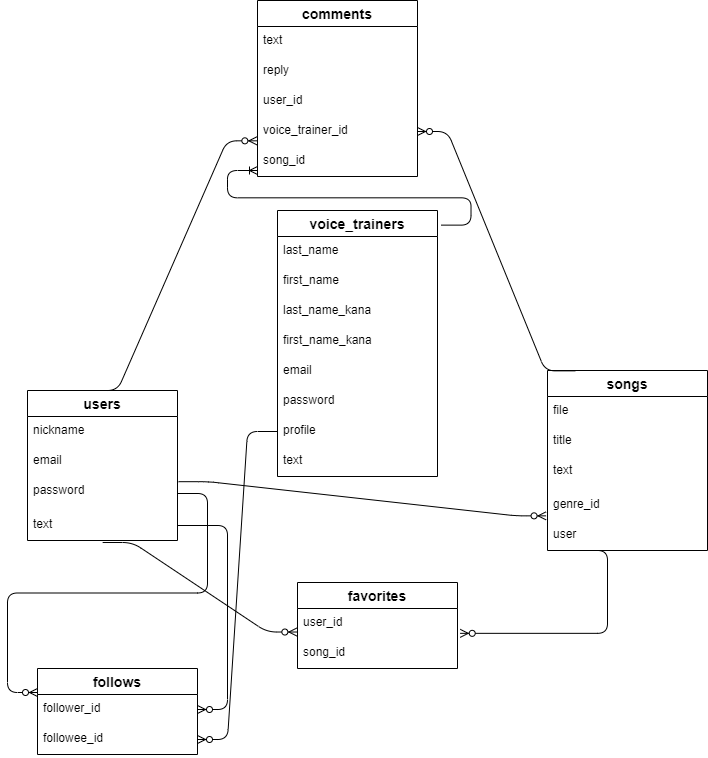 comments
text
reply
user_id
voice_trainer_id
song_id
voice_trainers
last_name
first_name
last_name_kana
first_name_kana
email
password
profile
text
users
nickname
email
password
text
songs
file
title
text
genre_id
user
favorites
user_id
song_id
follows
follower_id
followee_id